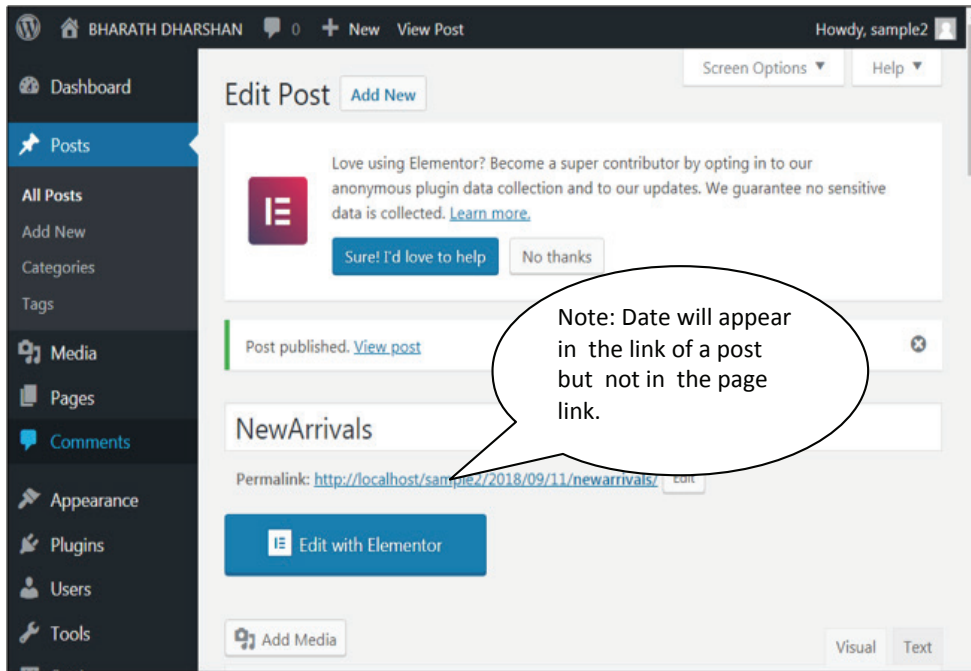 BHARATH DHARSHAN 0 + New View Post Howdy, sample2
Dashboard
Posts
All Posts
Add New
Categories
Tags
Media
Pages
Comments
Appearance
Plugins
Users
Tools
Screen Options ▼ Help ▼
Edit Post Add New
Love using Elementor? Become a super contributor by opting in to our
anonymous plugin data collection and to our updates. We guarantee no sensitive
data is collected. Learn more.
Sure! I'd love to help No thanks
Post published. View post
Note: Date will appear
in the link of a post
but not in the page
link.
NewArrivals
Permalink: http://localhost/sample2/2018/09/11/newarrivals/ Edit
Edit with Elementor
Add Media
Visual Text